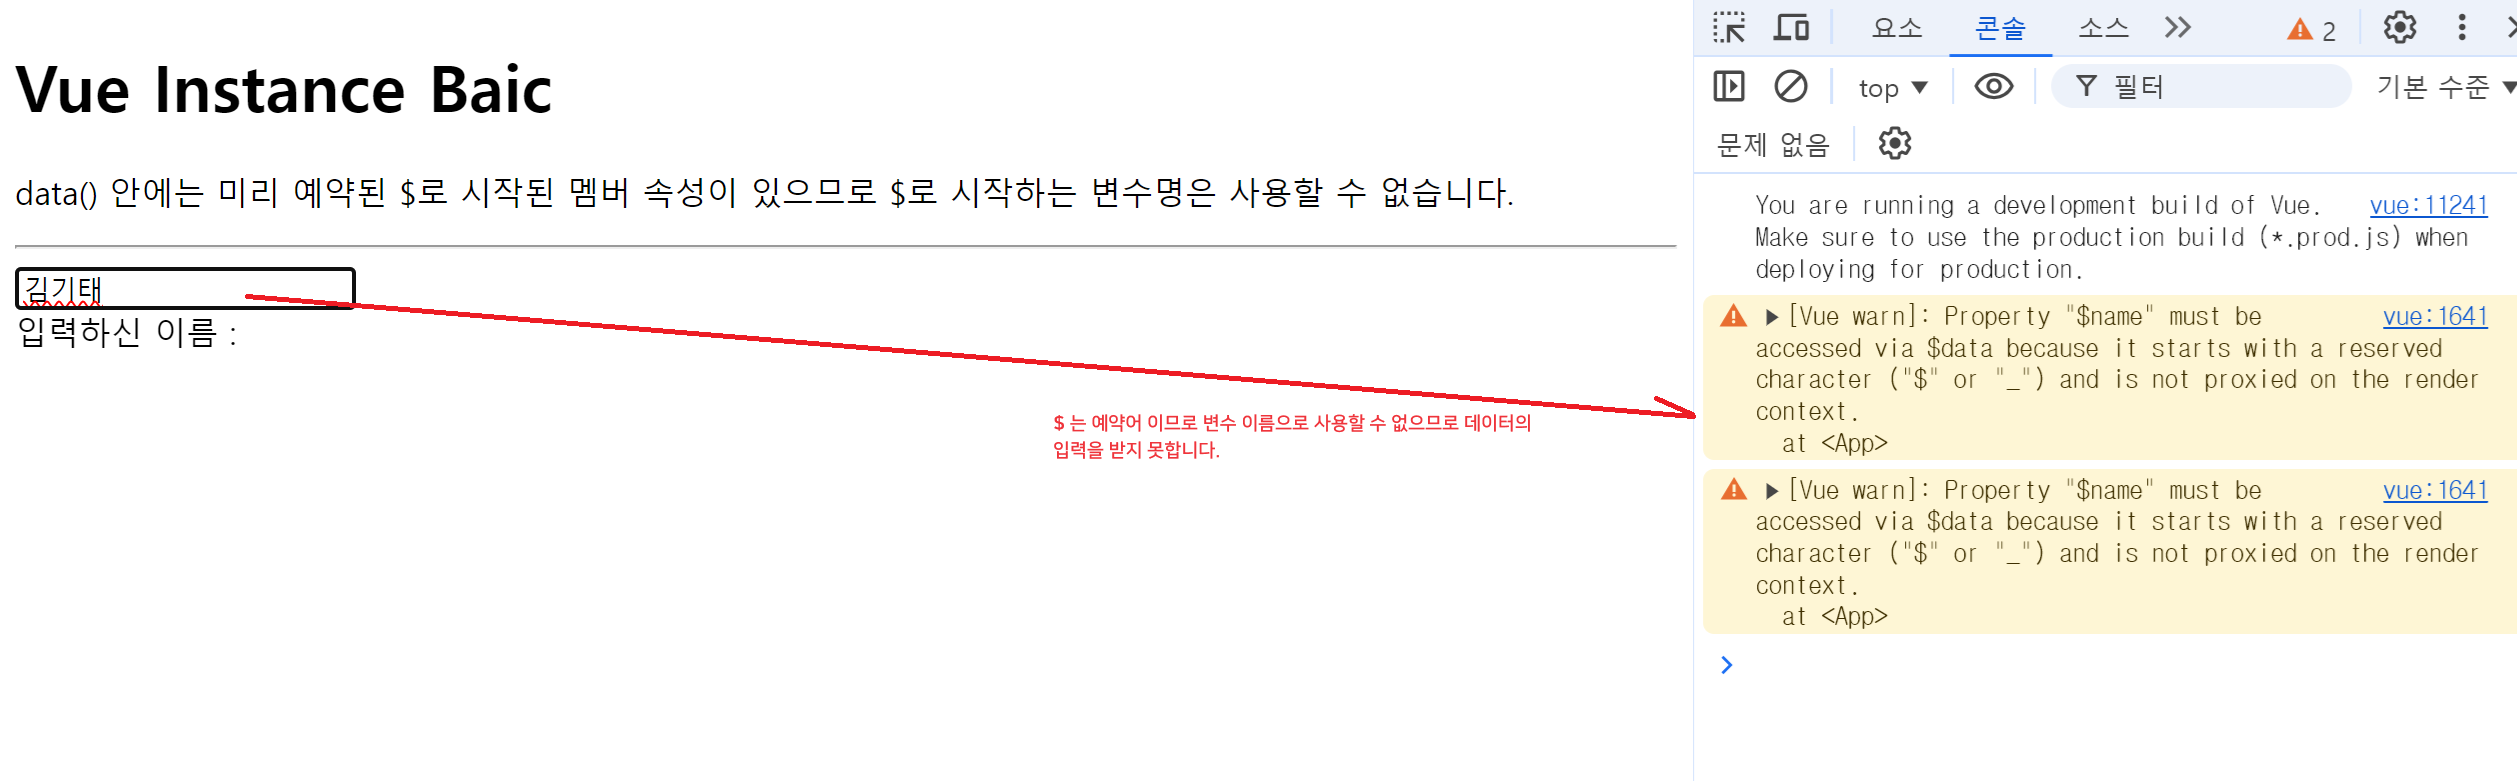 Vue Instance Baic
data() 안에는 미리 예약된 $로 시작된 멤버 속성이 있으므로 $로 시작하는 변수명은 사용할 수 없습니다.
김기태
입력하신 이름 :
$ 는 예약어 이므로 변수 이름으로 사용할 수 없으므로 데이터의
입력을 받지 못합니다.
요소 콘솔 소스 2
top 필터 기본 수준
문제 없음
You are running a development build of Vue. vue:11241
Make sure to use the production build (*.prod.js) when
deploying for production.
[Vue warn]: Property "$name" must be vue:1641
accessed via $data because it starts with a reserved
character ("$" or "_") and is not proxied on the render
context.
at <App>
[Vue warn]: Property "$name" must be vue:1641
accessed via $data because it starts with a reserved
character ("$" or "_") and is not proxied on the render
context.
at <App>